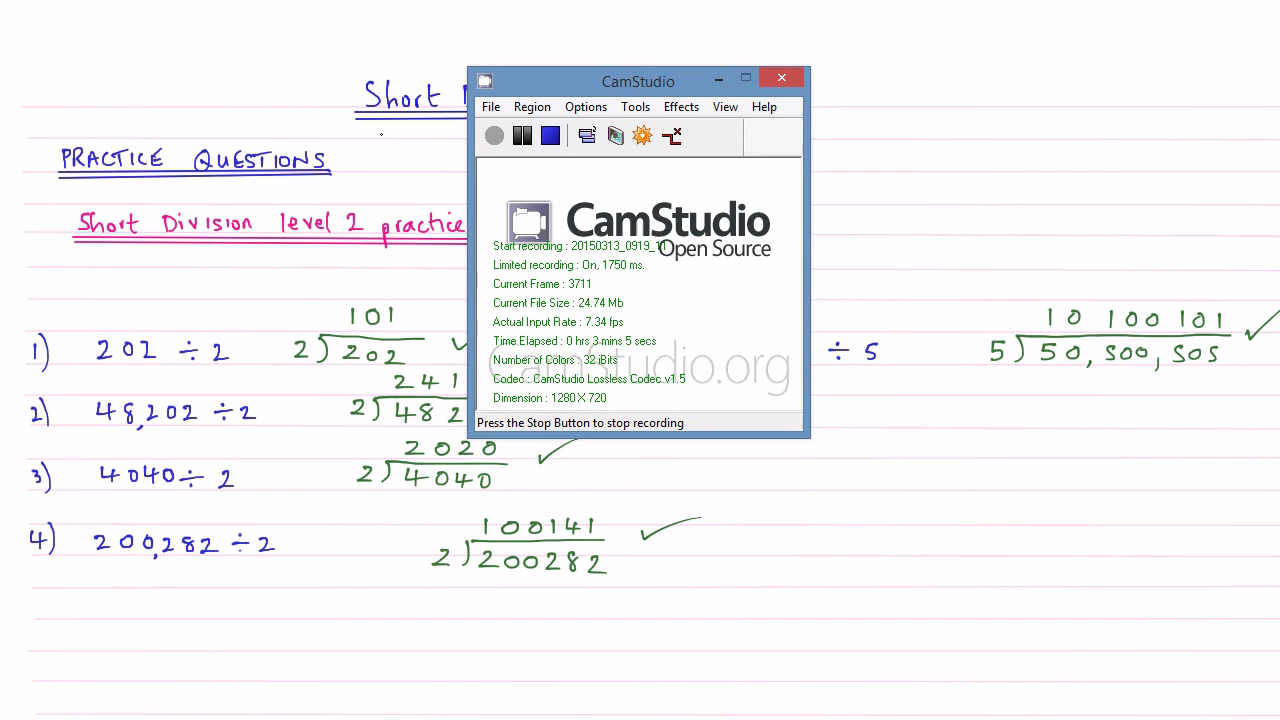 Short
PRACTICE QUESTIONS
Short Division level 2 practice
1) 202 ÷ 2
101
2)202
2) 48,202 ÷ 2
241
2)482
3) 4040 ÷ 2
2020
2)4040
4) 200,282 ÷ 2
100141
2)200282
CamStudio
File Region Options Tools Effects View Help
CamStudio
Open Source
Start recording : 20150313_0919_11
Limited recording : On, 1750 ms.
Current Frame : 3711
Current File Size : 24.74 Mb
Actual Input Rate : 7.34 fps
Time Elapsed : 0 hrs 3 mins 5 secs
Number of Colors : 32 Bits
Codec : CamStudio Lossless Codec v1.5
Dimension : 1280 X 720
CamStudio.org
Press the Stop Button to stop recording
÷ 5
10 100 101
5)50,500,505